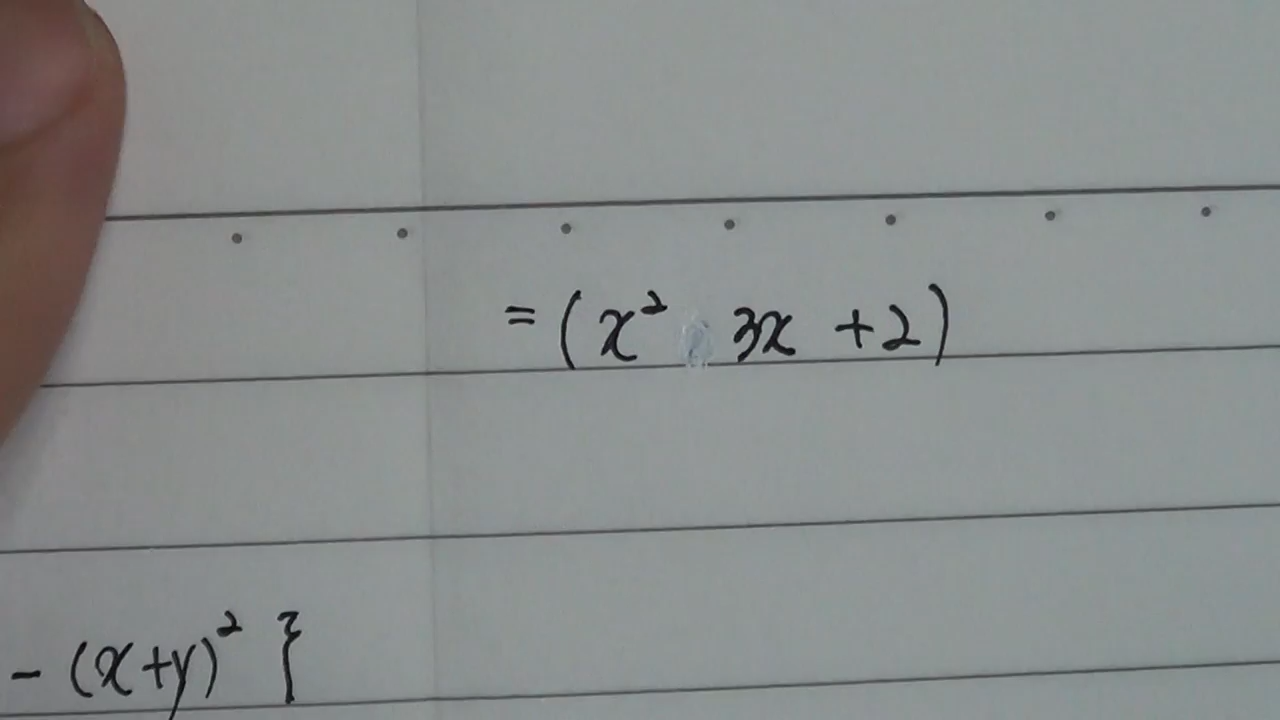 = (x² 3x +2)
- (x+y)² }